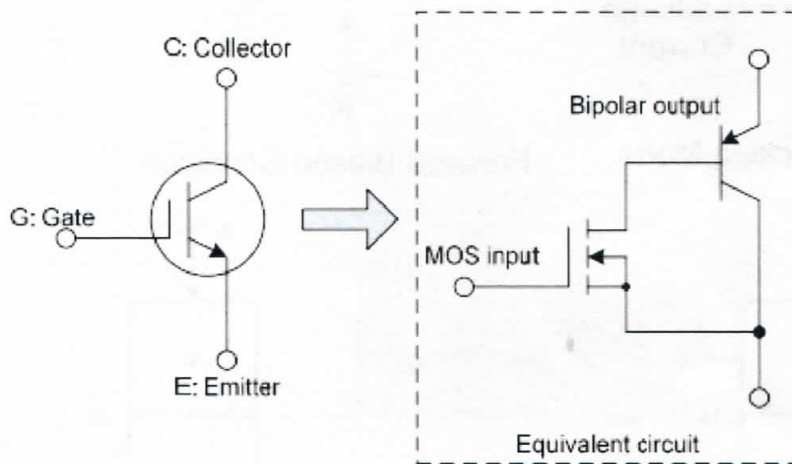 C: Collector
G: Gate
E: Emitter
Bipolar output
MOS input
Equivalent circuit